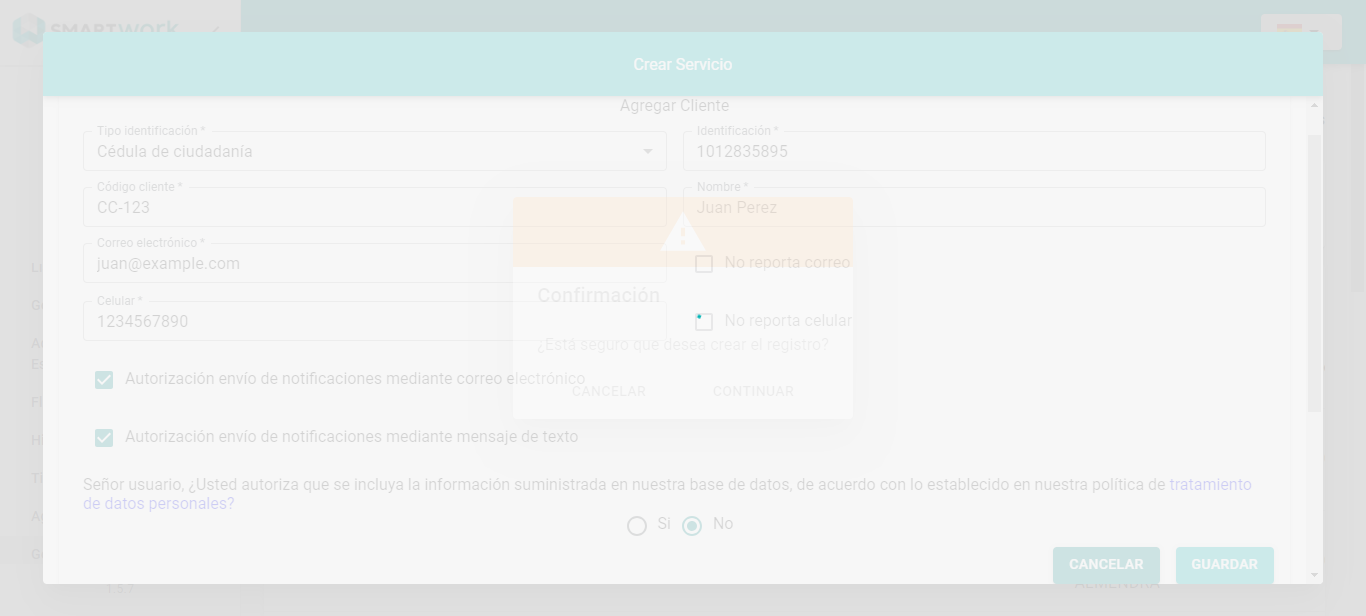 SMARTWORK
Crear Servicio
Agregar Cliente
Tipo identificación *
Cédula de ciudadanía
Identificación *
1012835895
Código cliente *
CC-123
Nombre *
Juan Perez
Correo electrónico *
juan@example.com
No reporta correo
Confirmación
Celular *
1234567890
No reporta celular
¿Está seguro que desea crear el registro?
Autorización envío de notificaciones mediante correo electrónico
CANCELAR
CONTINUAR
Autorización envío de notificaciones mediante mensaje de texto
Señor usuario, ¿Usted autoriza que se incluya la información suministrada en nuestra base de datos, de acuerdo con lo establecido en nuestra política de tratamiento
de datos personales?
Si
No
CANCELAR
GUARDAR
ALMENDRA